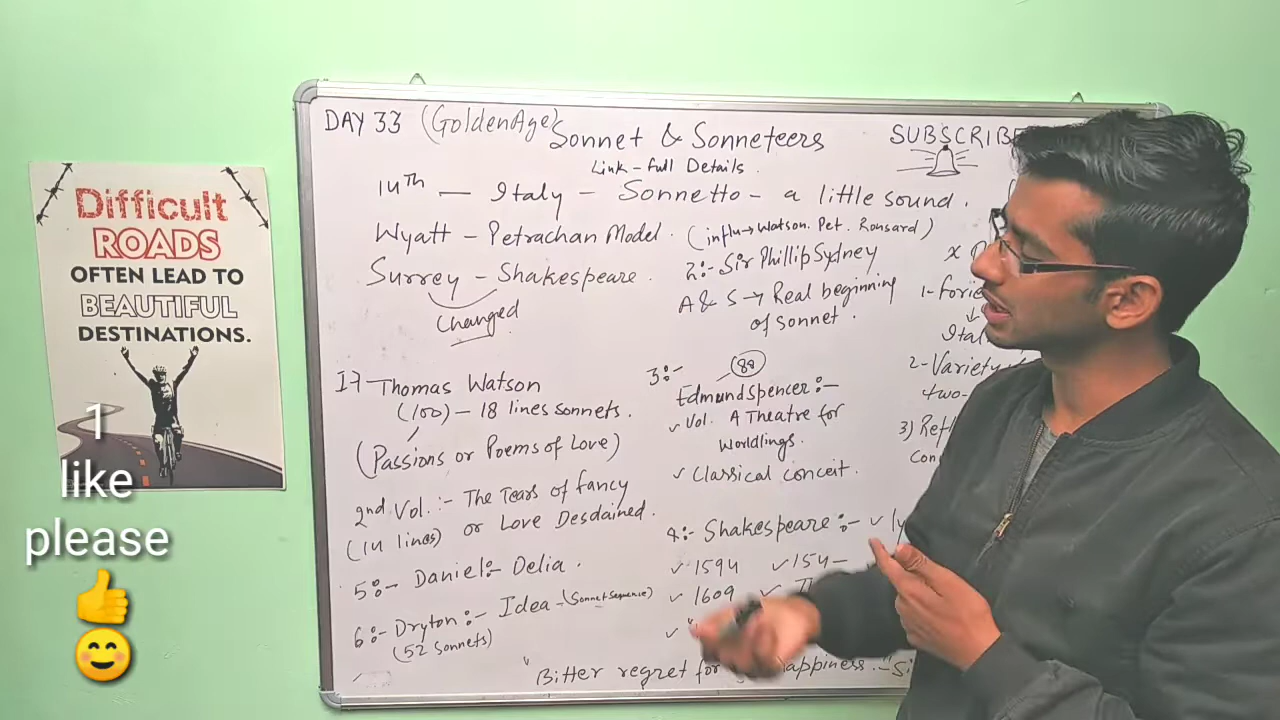 DAY 33 (GoldenAge) Sonnet & Sonneteers
SUBSCRIBE
Link - full Details.
14th — Italy - Sonnetto - a little sound.
Wyatt - Petrachan Model. (influ→Watson. Pet. Ronsard)
Surrey - Shakespeare.
Changed
2:- Sir Phillip Sydney
A & S → Real beginning
of sonnet.
1- Thomas Watson
(100) - 18 lines sonnets.
(Passions or Poems of Love)
2nd Vol. :- The Tears of fancy
(14 lines) or Love Desdained.
5:- Daniel:- Delia.
6:- Dryton :- Idea - (Sonnet Sequence)
(52 Sonnets)
3:-
88
Edmund spencer :-
✓ Vol. A Theatre for
Worldlings.
✓ Classical conceit.
4:- Shakespeare :- ✓
✓ 1594 ✓ 154-
✓ 1609 ✓
✓
1-
2- Variety
two-
3)
"Bitter regret for happiness."
Difficult
ROADS
OFTEN LEAD TO
BEAUTIFUL
DESTINATIONS.
1
like
please
👍
😊